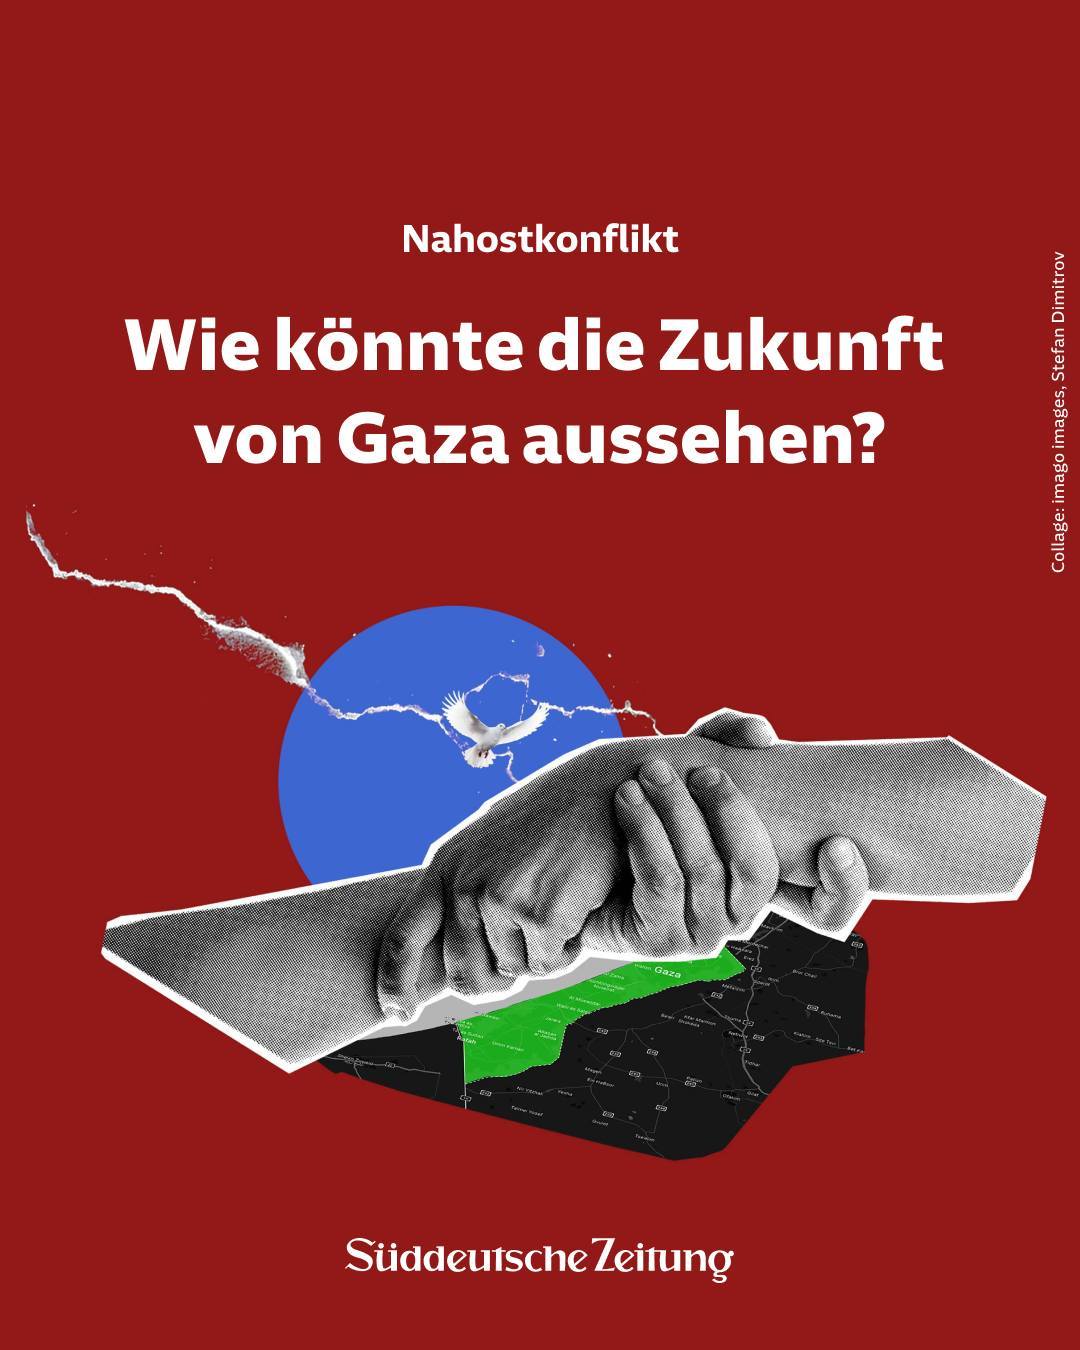 Nahostkonflikt
Wie könnte die Zukunft
von Gaza aussehen?
Collage: imago images, Stefan Dimitrov
Gaza
Rafah
Süddeutsche Zeitung